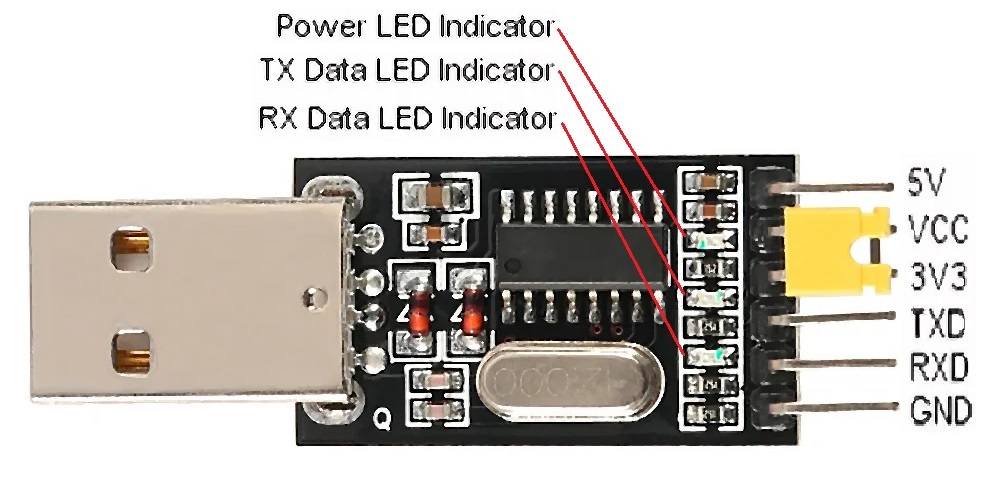 Power LED Indicator
TX Data LED Indicator
RX Data LED Indicator
5V
VCC
3V3
TXD
RXD
GND
Q